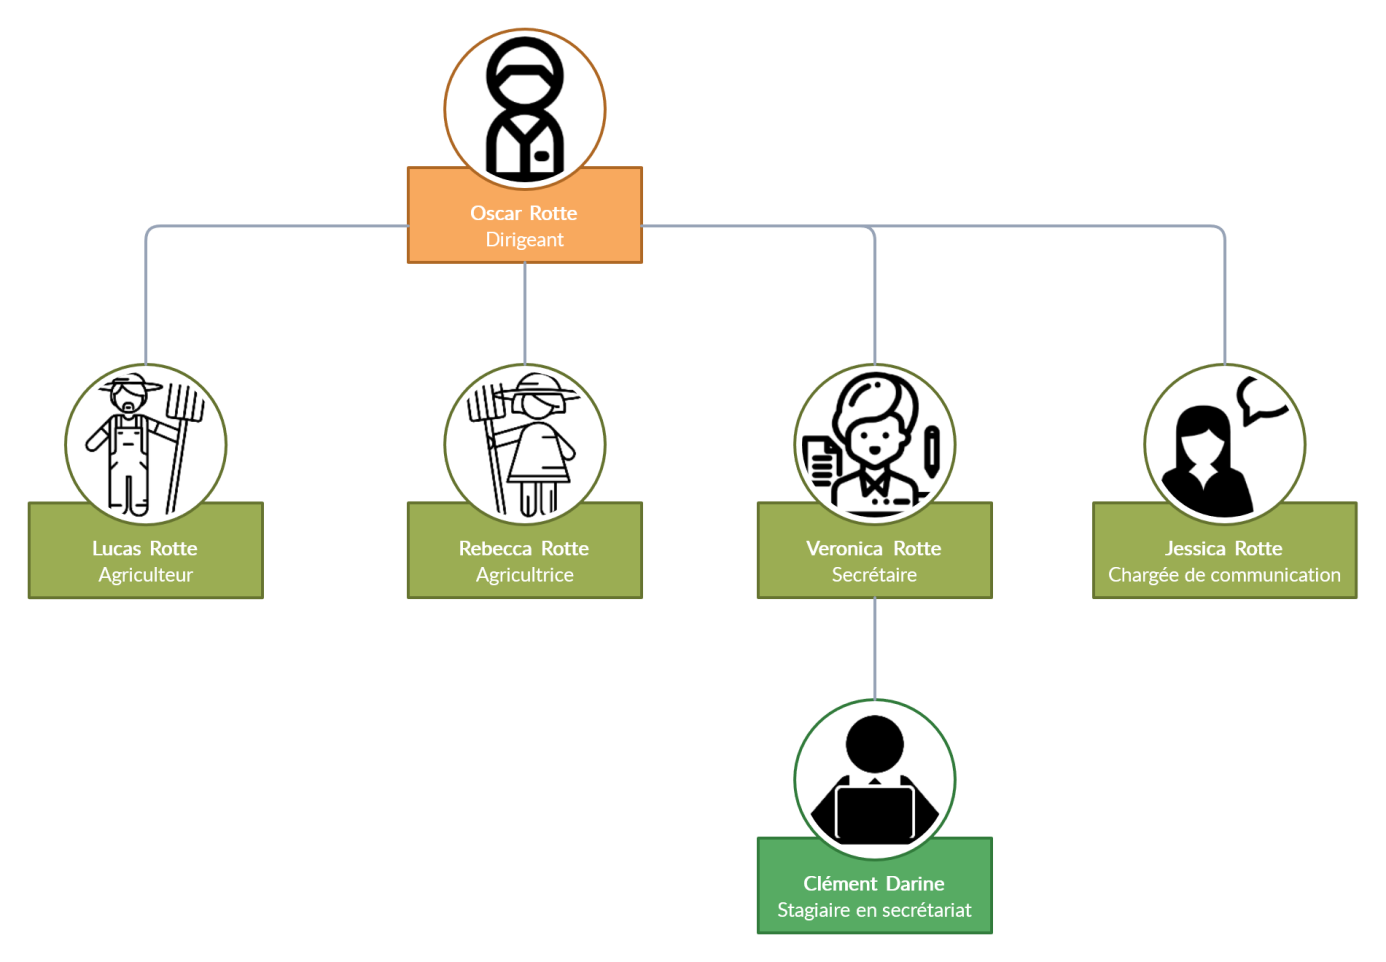 Oscar Rotte
Dirigeant
Lucas Rotte
Agriculteur
Rebecca Rotte
Agricultrice
Veronica Rotte
Secrétaire
Jessica Rotte
Chargée de communication
Clément Darine
Stagiaire en secrétariat